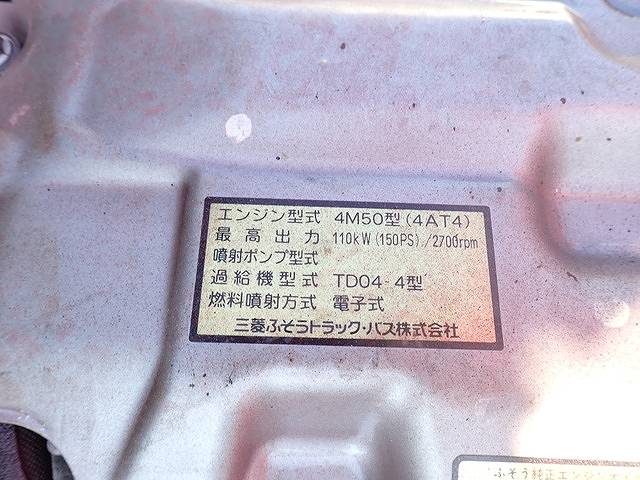 エンジン型式 4M50型(4AT4)
最高出力 110kW(150PS)/2700rpm
噴射ポンプ型式
過給機型式 TD04-4型
燃料噴射方式 電子式
三菱ふそうトラック・バス株式会社
ふそう純正エンジン